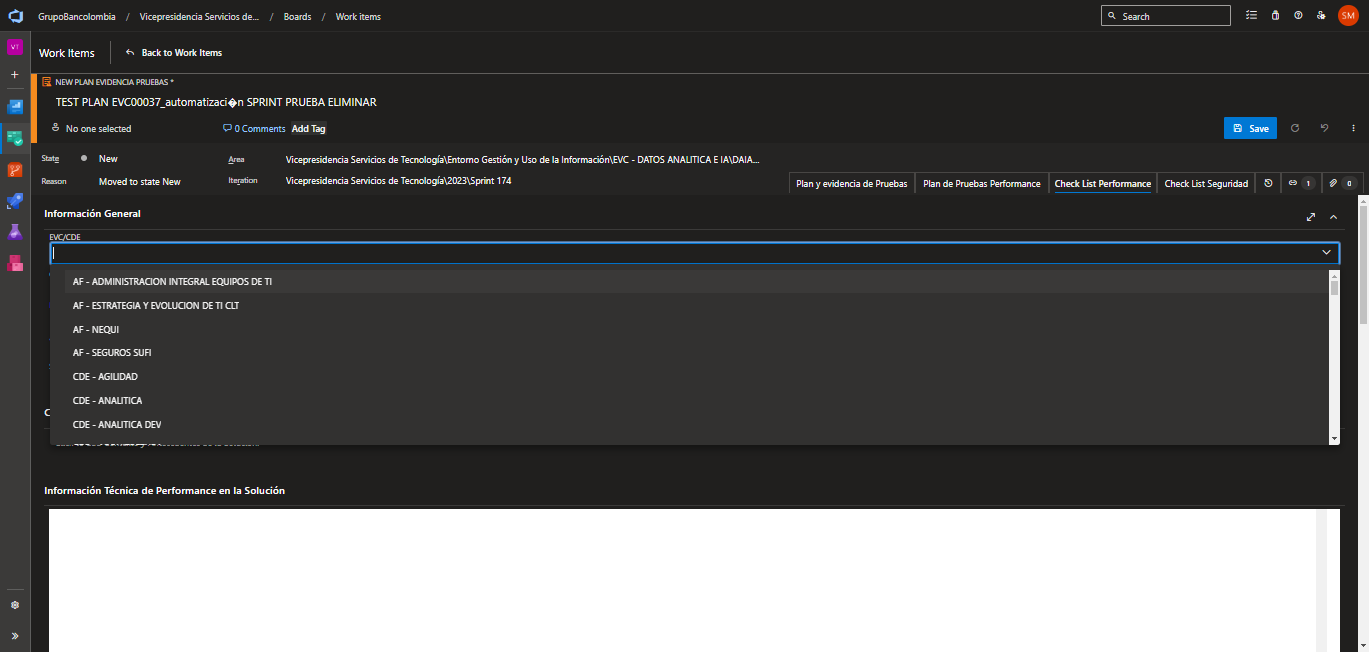 GrupoBancolombia / Vicepresidencia Servicios de... / Boards / Work items
Search
SM
VT
Work Items
Back to Work Items
NEW PLAN EVIDENCIA PRUEBAS *
TEST PLAN EVC00037_automatizaci�n SPRINT PRUEBA ELIMINAR
No one selected
0 Comments
Add Tag
Save
State
New
Area
Vicepresidencia Servicios de Tecnología\Entorno Gestión y Uso de la Información\EVC - DATOS ANALITICA E IA\DAIA...
Reason
Moved to state New
Iteration
Vicepresidencia Servicios de Tecnología\2023\Sprint 174
Plan y evidencia de Pruebas
Plan de Pruebas Performance
Check List Performance
Check List Seguridad
1
0
Información General
EVC/CDE
AF - ADMINISTRACION INTEGRAL EQUIPOS DE TI
AF - ESTRATEGIA Y EVOLUCION DE TI CLT
AF - NEQUI
AF - SEGUROS SUFI
CDE - AGILIDAD
CDE - ANALITICA
CDE - ANALITICA DEV
Información Técnica de Performance en la Solución